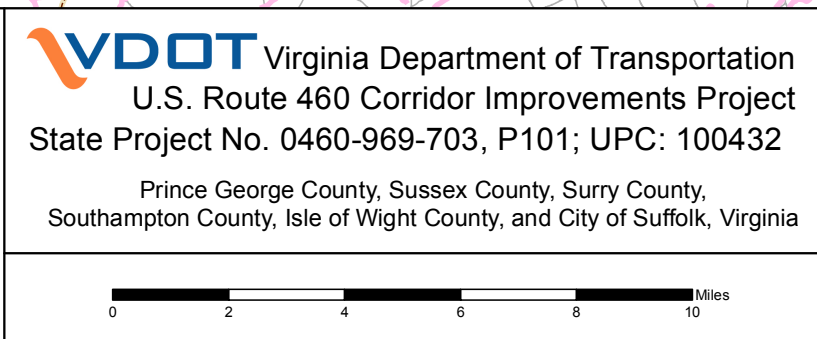 VDOT Virginia Department of Transportation
U.S. Route 460 Corridor Improvements Project
State Project No. 0460-969-703, P101; UPC: 100432
Prince George County, Sussex County, Surry County,
Southampton County, Isle of Wight County, and City of Suffolk, Virginia
Miles
0 2 4 6 8 10